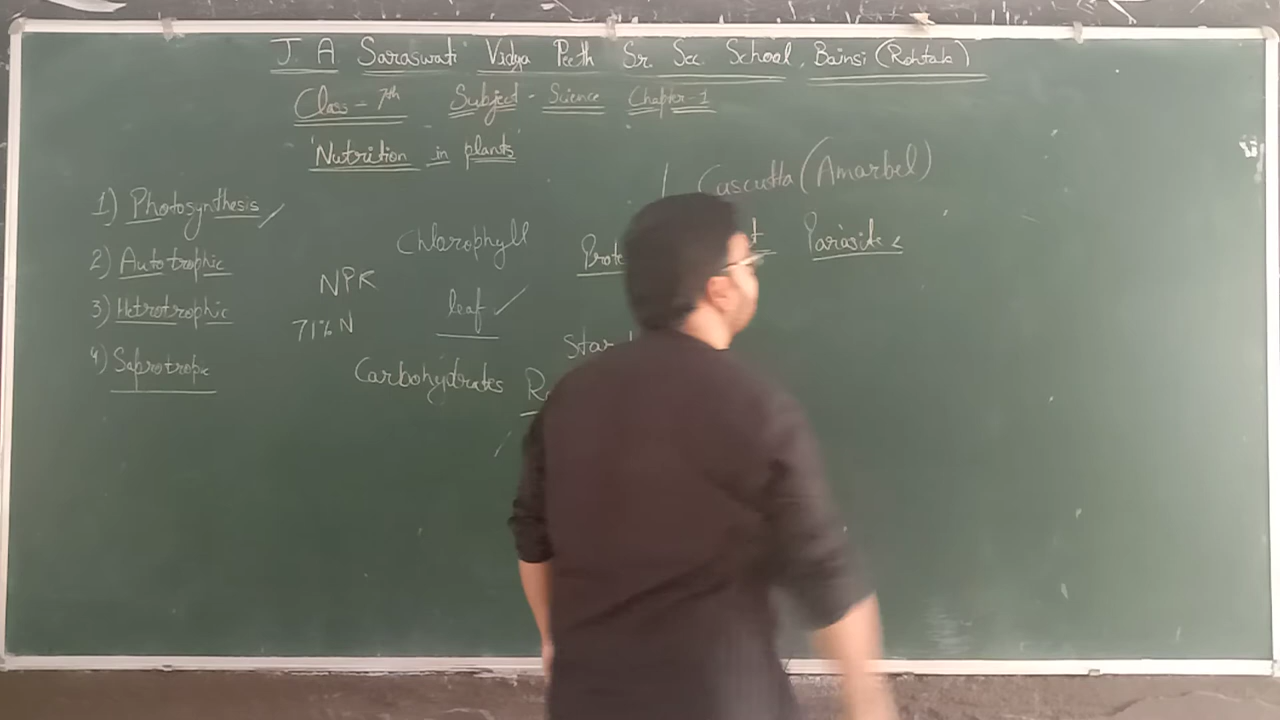 J. A. Saraswati Vidya Peeth Sr. Sec. School, Bainsi (Rohtak)
Class - 7th Subject - Science Chapter-1
"Nutrition in plants"
Cuscutta (Amarbel)
1) Photosynthesis
Chlorophyll
Parasite
2) Autotrophic
NPK
leaf
3) Hetrotrophic
71% N
4) Saprotropic
Carbohydrates